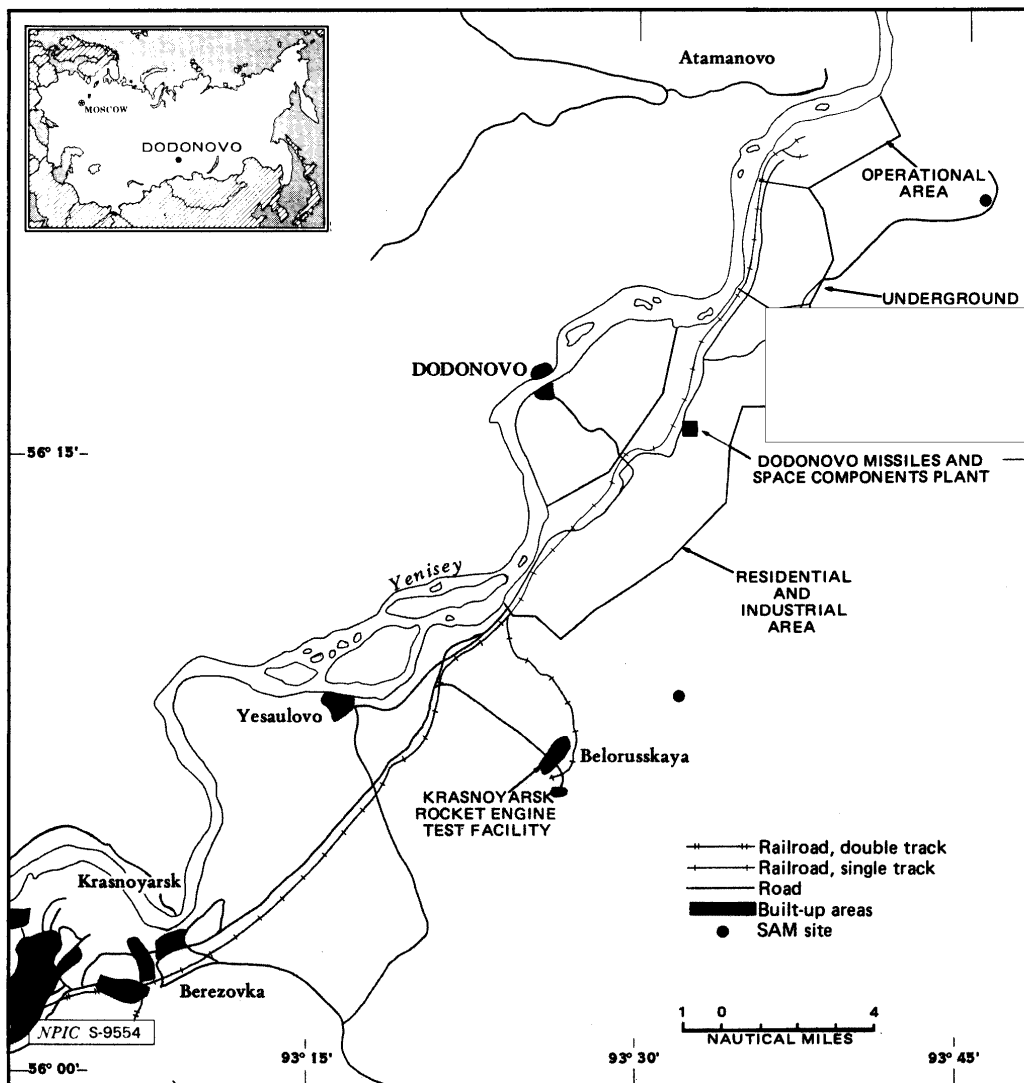 MOSCOW
DODONOVO
Atamanovo
OPERATIONAL
AREA
UNDERGROUND
DODONOVO
56° 15'
DODONOVO MISSILES AND
SPACE COMPONENTS PLANT
Yenisey
RESIDENTIAL
AND
INDUSTRIAL
AREA
Yesaulovo
Belorusskaya
KRASNOYARSK
ROCKET ENGINE
TEST FACILITY
Railroad, double track
Railroad, single track
Road
Built-up areas
SAM site
Krasnoyarsk
Berezovka
NPIC S-9554
1 0 4
NAUTICAL MILES
56° 00'
93° 15'
93° 30'
93° 45'